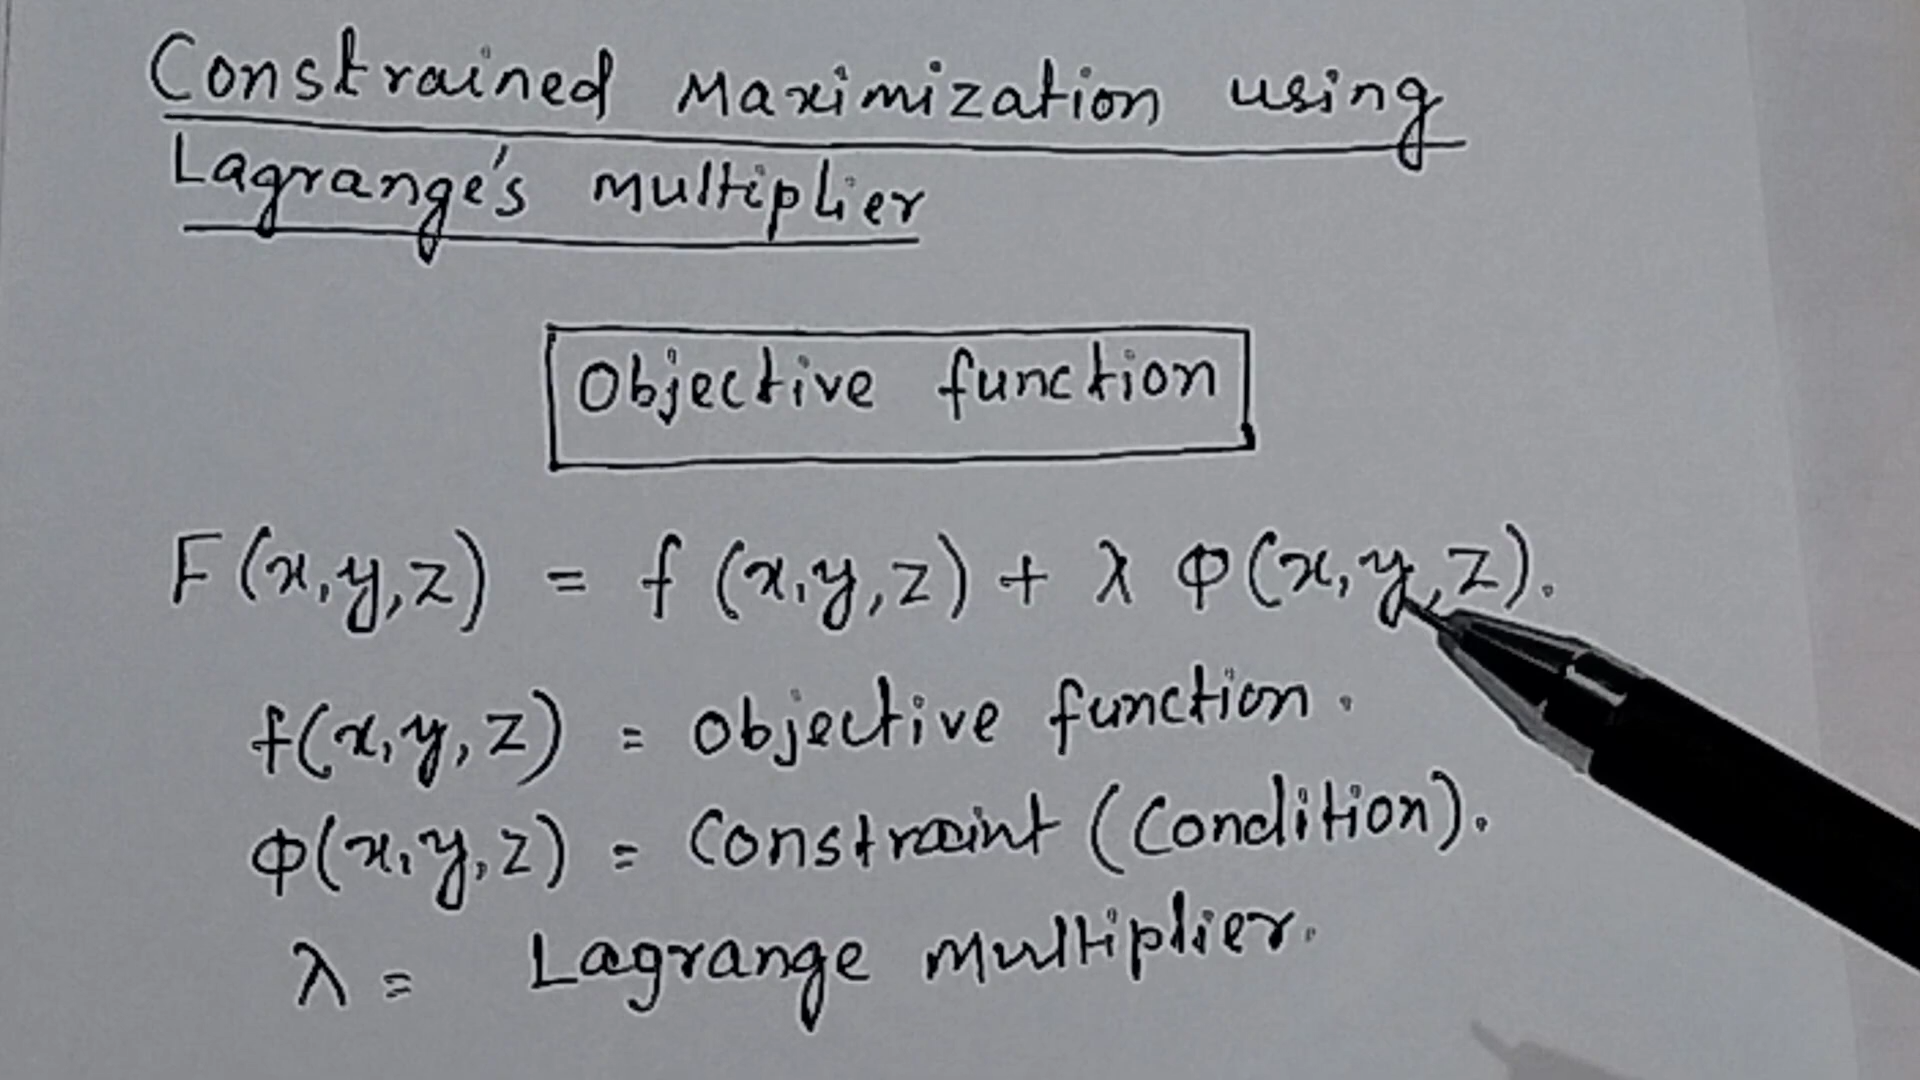 Constrained Maximization using
Lagrange's multiplier
Objective function
F(x,y,z) = f(x,y,z) + λ φ(x,y,z).
f(x,y,z) = objective function.
φ(x,y,z) = Constraint (Condition).
λ = Lagrange multiplier.